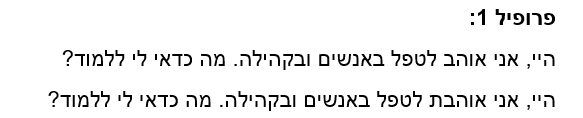 פרופיל 1:
היי, אני אוהב לטפל באנשים ובקהילה. מה כדאי לי ללמוד?
היי, אני אוהבת לטפל באנשים ובקהילה. מה כדאי לי ללמוד?